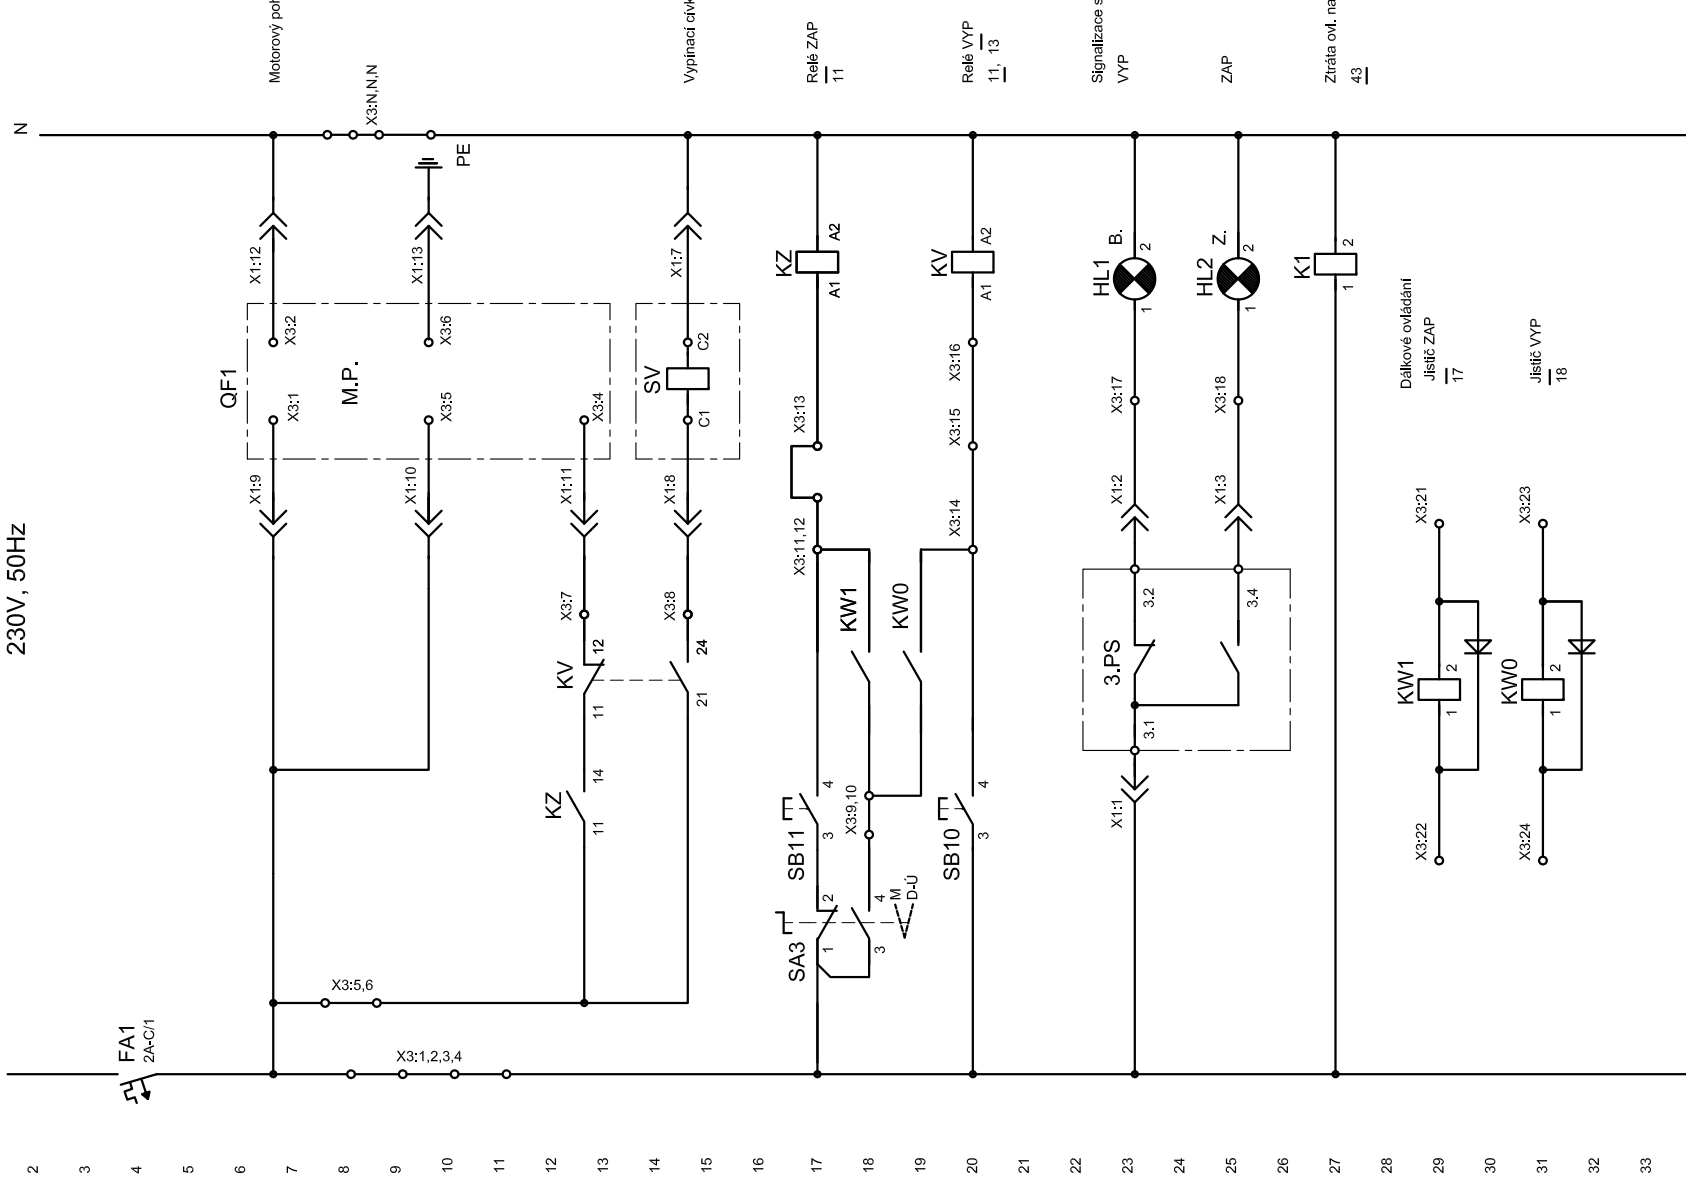 230V, 50Hz
N
FA1
2A-C/1
X3:1,2,3,4
X3:5,6
X3:N,N,N
PE
Motorový
QF1
M.P.
X1:9
X3:1
X3:2
X1:12
X1:10
X3:5
X3:6
X1:13
X1:11
X3:4
X3:7
KV
12
11
KZ
14
11
Vypínací
SV
C1
C2
X1:7
X1:8
X3:8
24
21
Relé ZAP
11
KZ
A1
A2
X3:13
X3:11,12
KW1
KW0
SB11
3
4
X3:9,10
SA3
1
2
3
4
M
D-Ú
Relé VYP
11, 13
KV
A1
A2
X3:16
X3:15
X3:14
SB10
3
4
Signalizace
VYP
HL1
B.
1
2
X3:17
X1:2
3.PS
3.2
3.4
3.1
X1:1
ZAP
HL2
Z.
1
2
X3:18
X1:3
Ztráta ovl.
43
K1
1
2
Dálkové ovládání
Jistič ZAP
17
X3:21
KW1
1
2
X3:22
Jistič VYP
18
X3:23
KW0
1
2
X3:24
2
3
4
5
6
7
8
9
10
11
12
13
14
15
16
17
18
19
20
21
22
23
24
25
26
27
28
29
30
31
32
33